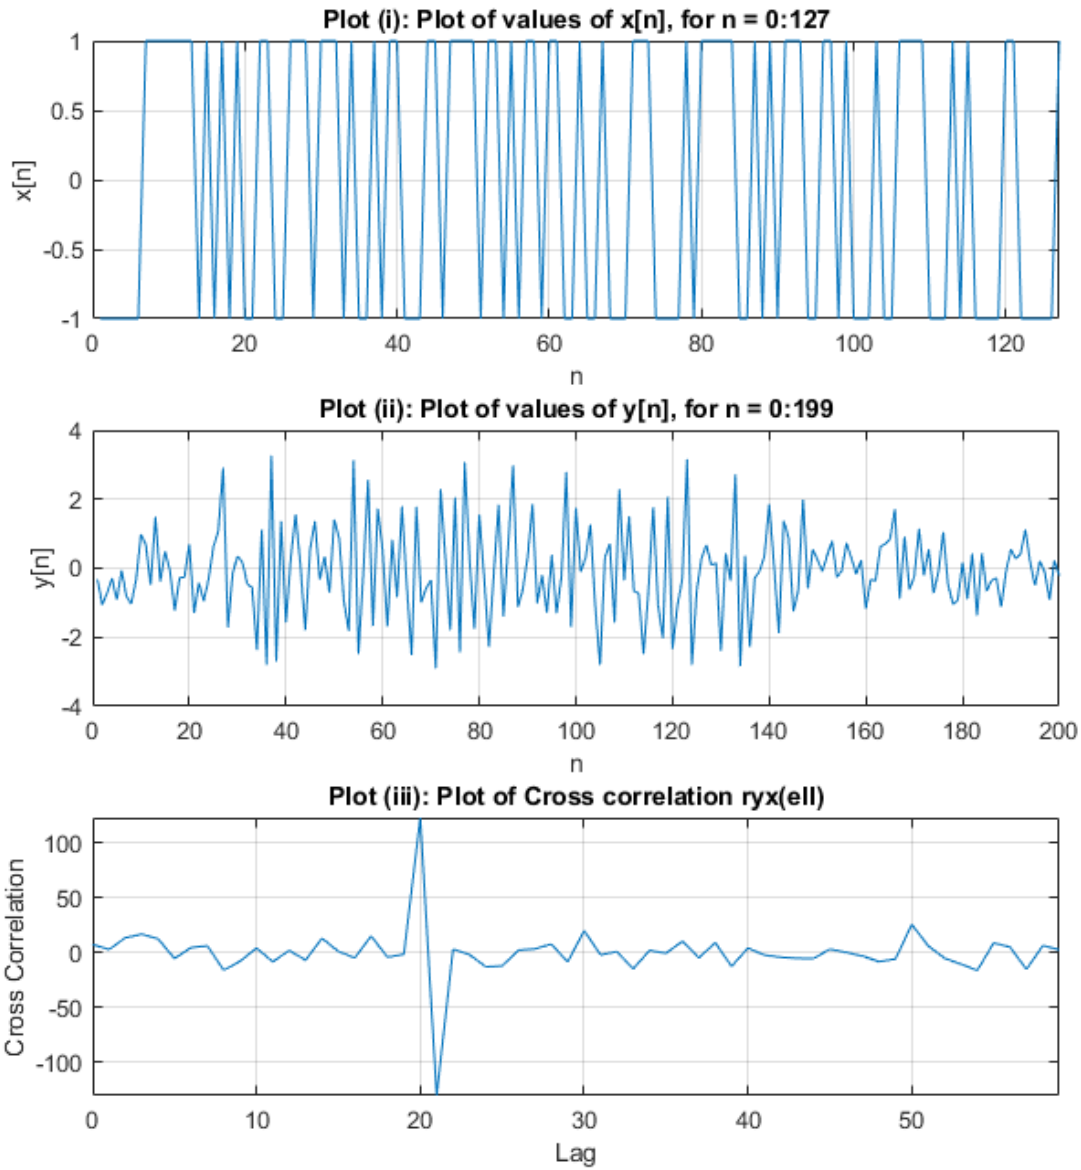 Plot (i): Plot of values of x[n], for n = 0:127
1
0.5
0
-0.5
-1
x[n]
0 20 40 60 80 100 120
n
Plot (ii): Plot of values of y[n], for n = 0:199
4
2
0
-2
-4
y[n]
0 20 40 60 80 100 120 140 160 180 200
n
Plot (iii): Plot of Cross correlation ryx(ell)
100
50
0
-50
-100
Cross Correlation
0 10 20 30 40 50
Lag